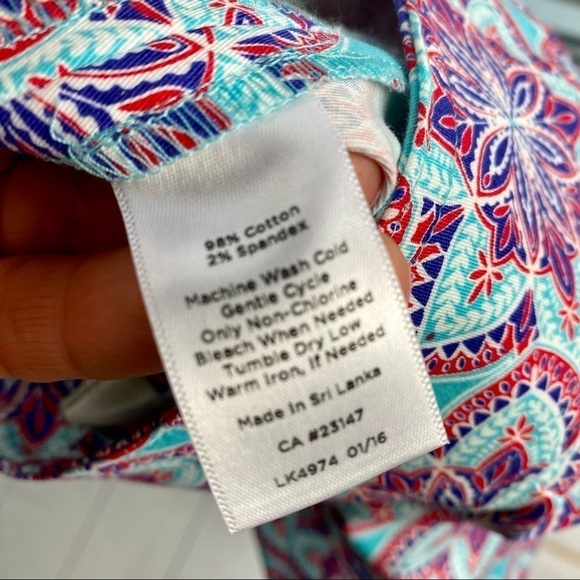 98% Cotton
2% Spandex
Machine Wash Cold
Gentle Cycle
Only Non-Chlorine
Bleach When Needed
Tumble Dry Low
Warm Iron, If Needed
Made In Sri Lanka
CA #23147
LK4974 01/16